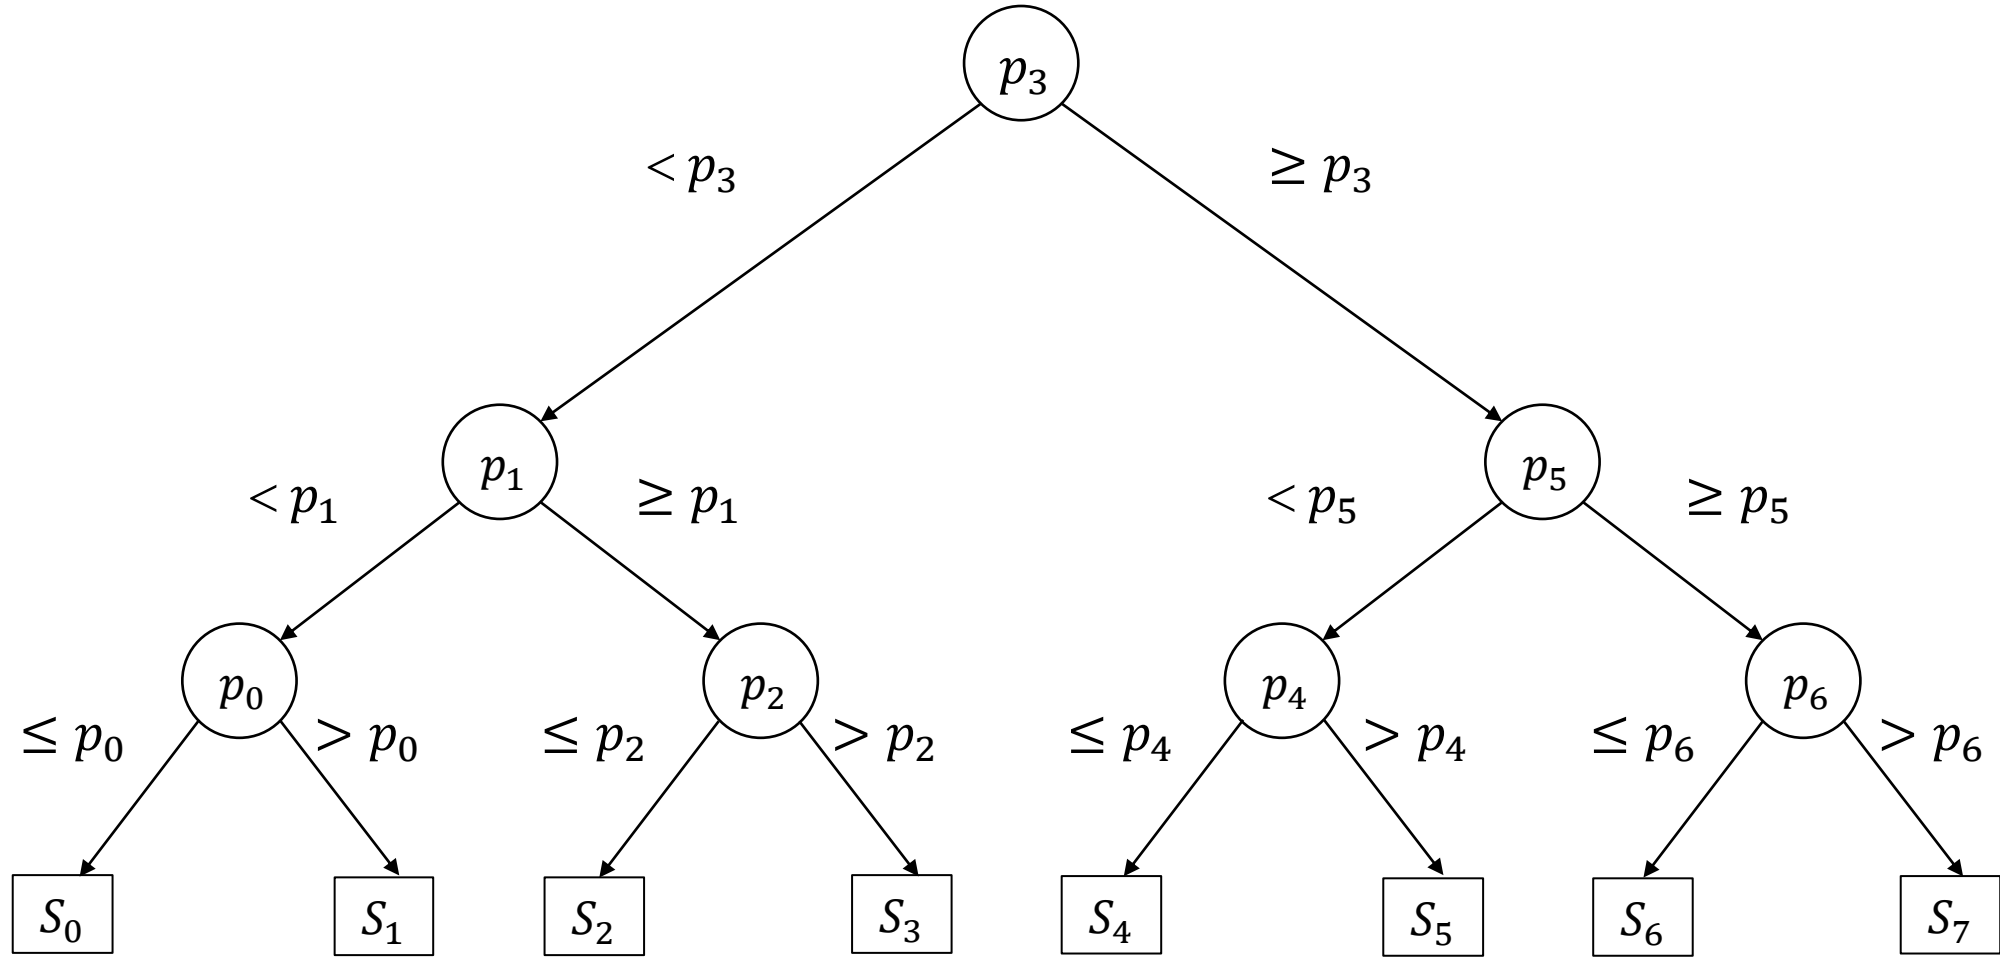 p₃
< p₃ ≥ p₃
p₁ p₅
< p₁ ≥ p₁ < p₅ ≥ p₅
p₀ p₂ p₄ p₆
≤ p₀ > p₀ ≤ p₂ > p₂ ≤ p₄ > p₄ ≤ p₆ > p₆
S₀ S₁ S₂ S₃ S₄ S₅ S₆ S₇